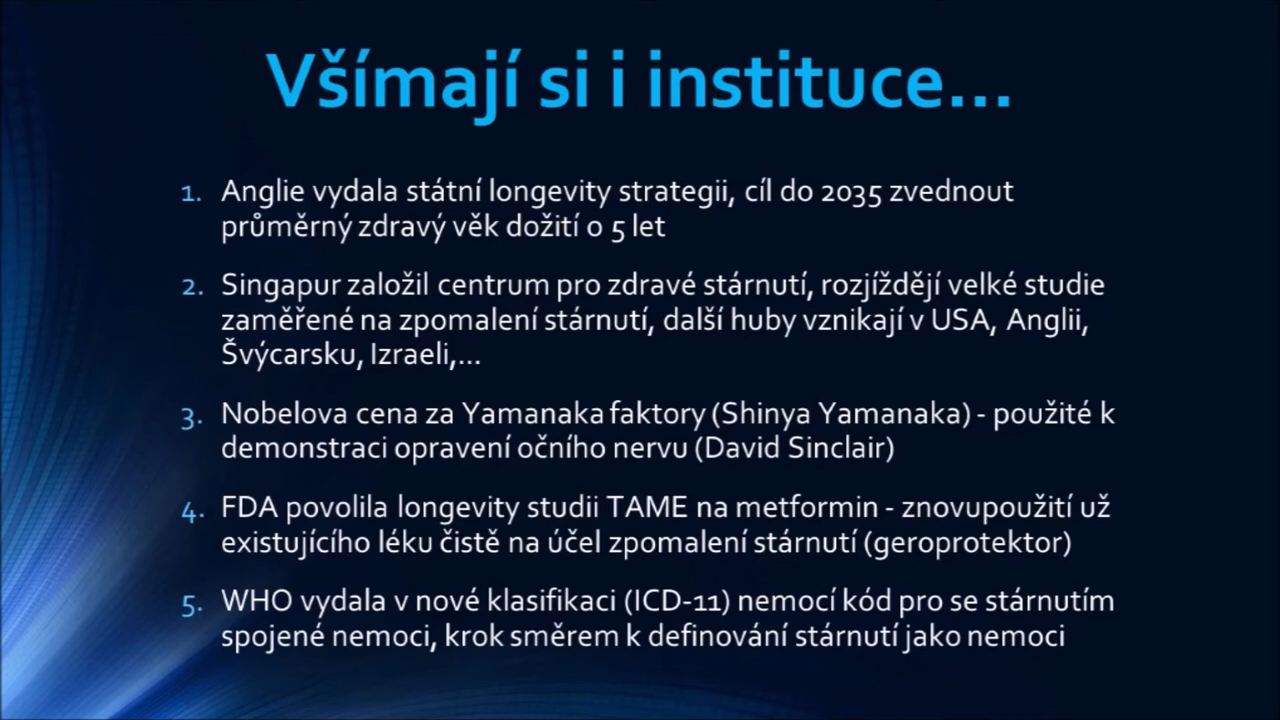 Všímají si i instituce...
1. Anglie vydala státní longevity strategii, cíl do 2035 zvednout
průměrný zdravý věk dožití o 5 let
2. Singapur založil centrum pro zdravé stárnutí, rozjíždějí velké studie
zaměřené na zpomalení stárnutí, další huby vznikají v USA, Anglii,
Švýcarsku, Izraeli,...
3. Nobelova cena za Yamanaka faktory (Shinya Yamanaka) - použité k
demonstraci opravení očního nervu (David Sinclair)
4. FDA povolila longevity studii TAME na metformin - znovupoužití už
existujícího léku čistě na účel zpomalení stárnutí (geroprotektor)
5. WHO vydala v nové klasifikaci (ICD-11) nemocí kód pro se stárnutím
spojené nemoci, krok směrem k definování stárnutí jako nemoci